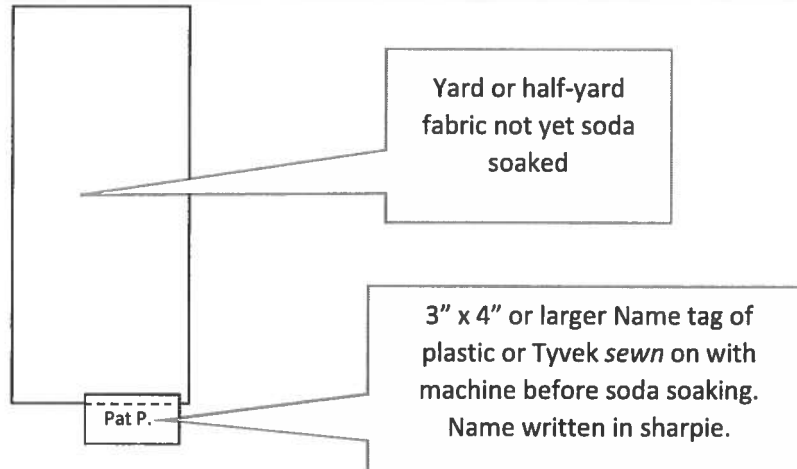 Yard or half-yard
fabric not yet soda
soaked
3” x 4” or larger Name tag of
plastic or Tyvek sewn on with
machine before soda soaking.
Name written in sharpie.
Pat P.